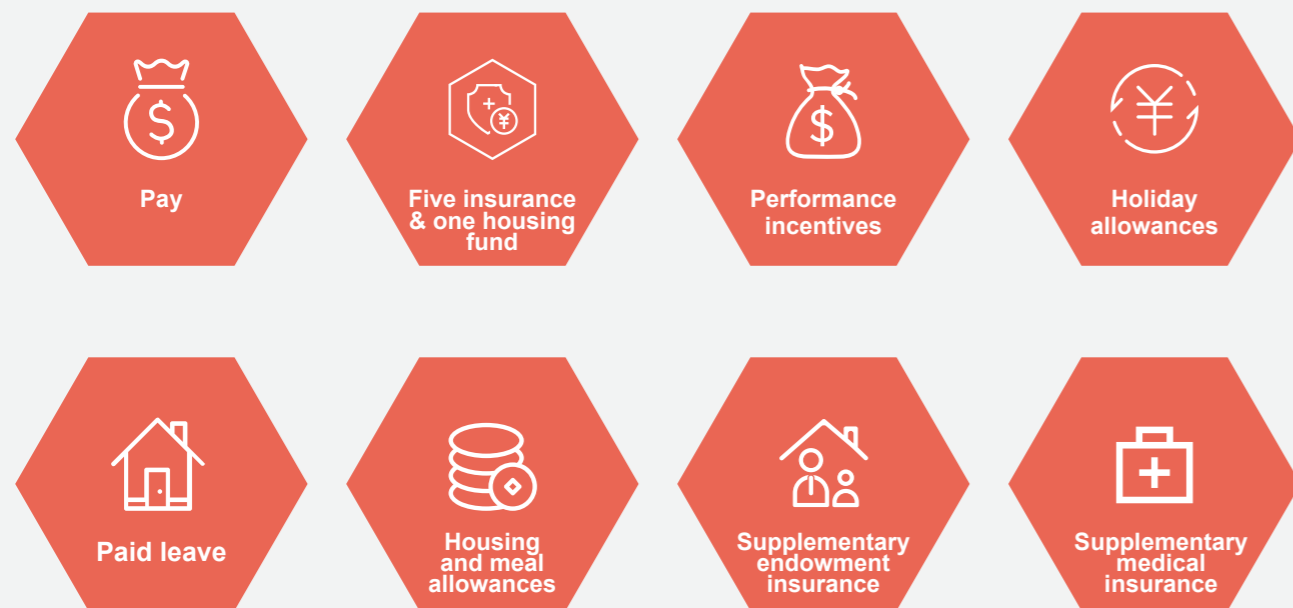 Pay
Five insurance
& one housing
fund
Performance
incentives
Holiday
allowances
Paid leave
Housing
and meal
allowances
Supplementary
endowment
insurance
Supplementary
medical
insurance